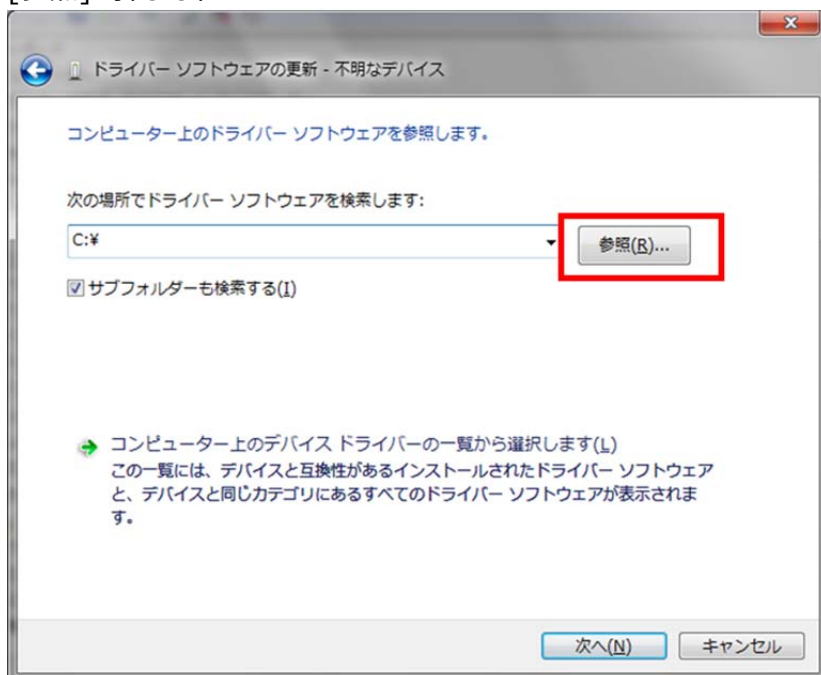 ドライバー ソフトウェアの更新 - 不明なデバイス
コンピューター上のドライバー ソフトウェアを参照します。
次の場所でドライバー ソフトウェアを検索します:
C:¥
参照(R)...
サブフォルダーも検索する(I)
コンピューター上のデバイス ドライバーの一覧から選択します(L)
この一覧には、デバイスと互換性があるインストールされたドライバー ソフトウェア
と、デバイスと同じカテゴリにあるすべてのドライバー ソフトウェアが表示されま
す。
次へ(N)
キャンセル